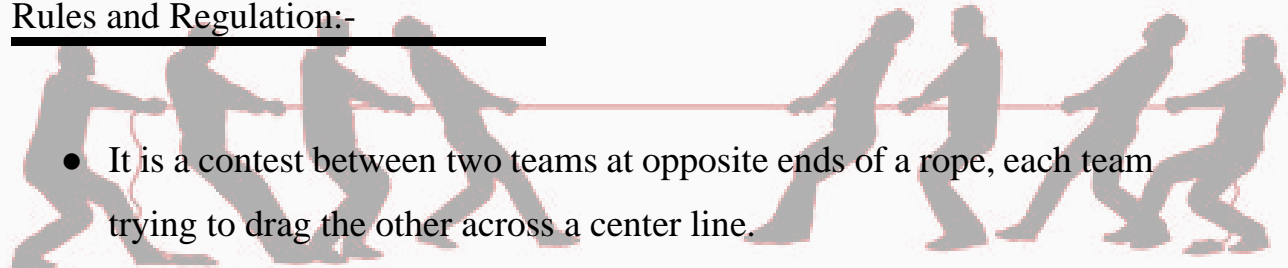 Rules and Regulation:-
● It is a contest between two teams at opposite ends of a rope, each team
trying to drag the other across a center line.